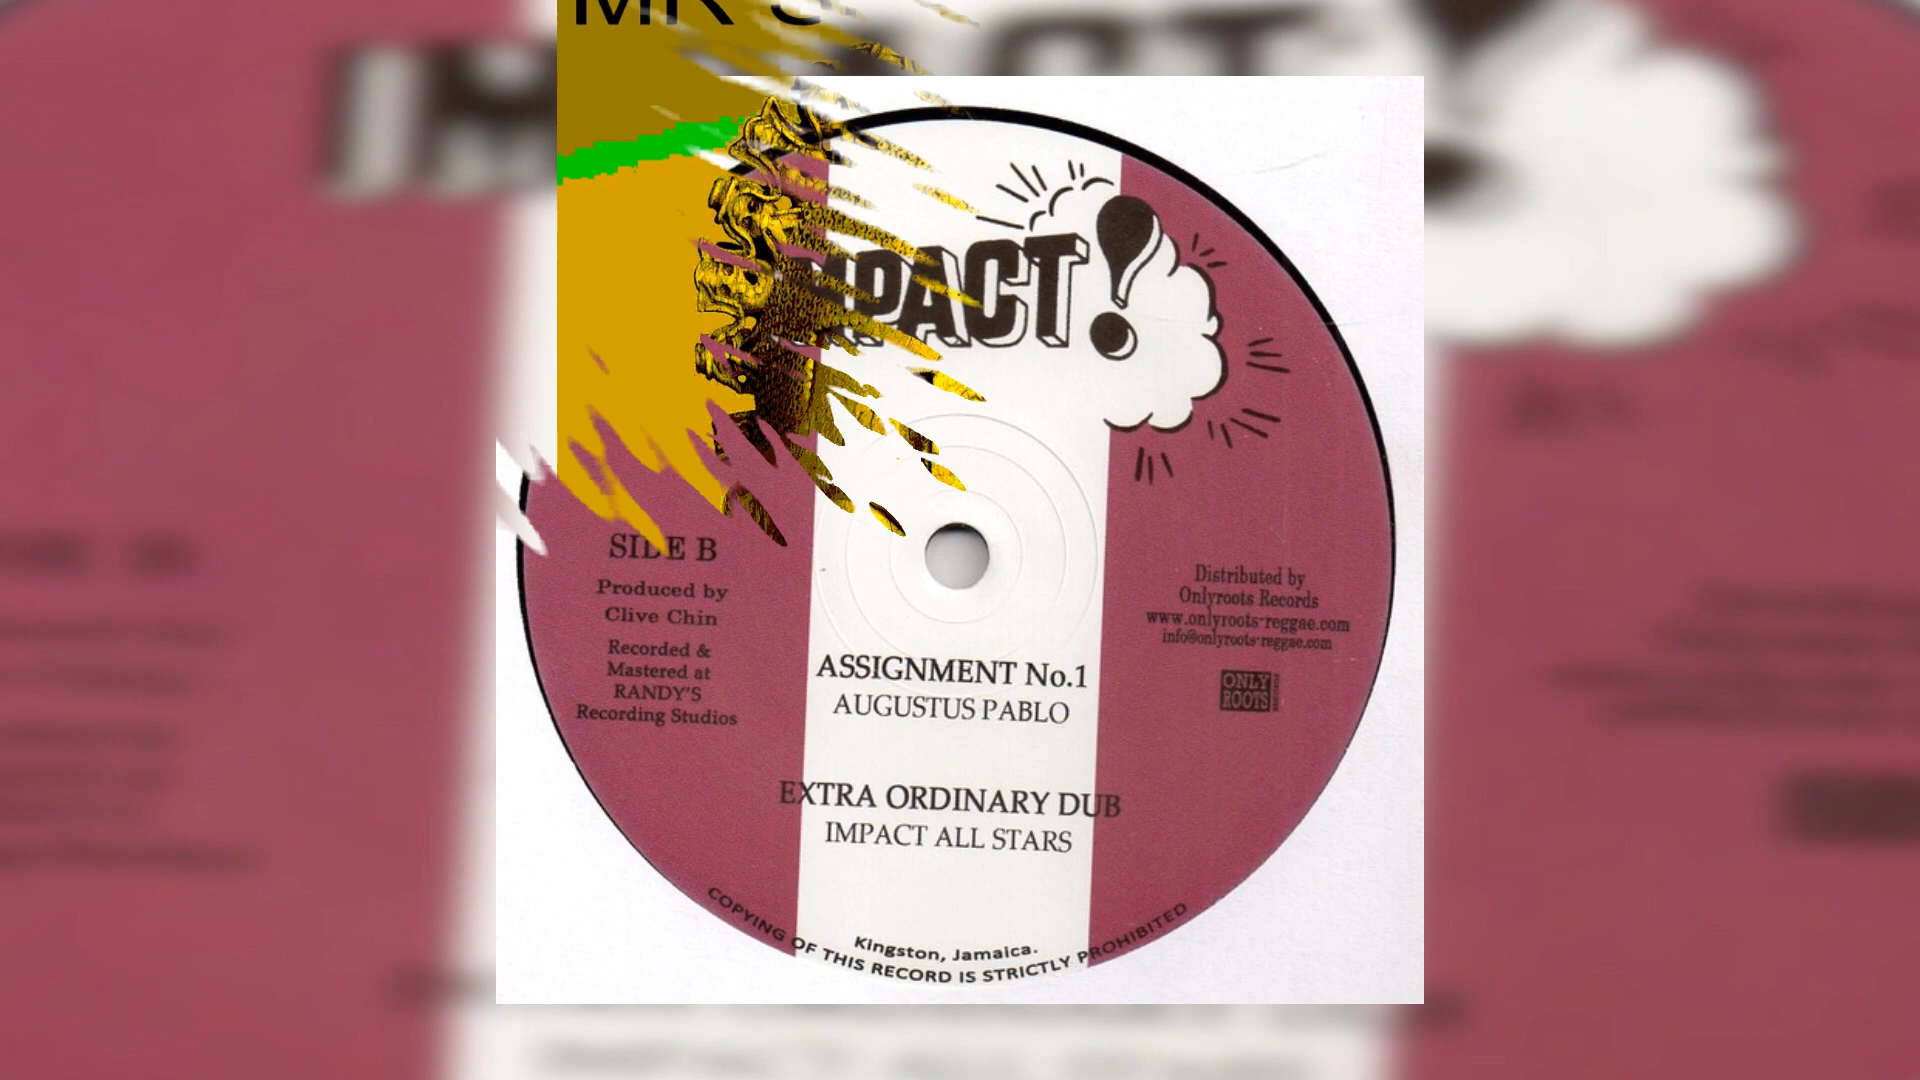 MR
IMPACT!
SIDE B
Produced by
Clive Chin
Recorded &
Mastered at
RANDY'S
Recording Studios
Distributed by
Onlyroots Records
www.onlyroots-reggae.com
info@onlyroots-reggae.com
ONLY
ROOTS
ASSIGNMENT No.1
AUGUSTUS PABLO
EXTRA ORDINARY DUB
IMPACT ALL STARS
Kingston, Jamaica.
COPYING OF THIS RECORD IS STRICTLY PROHIBITED